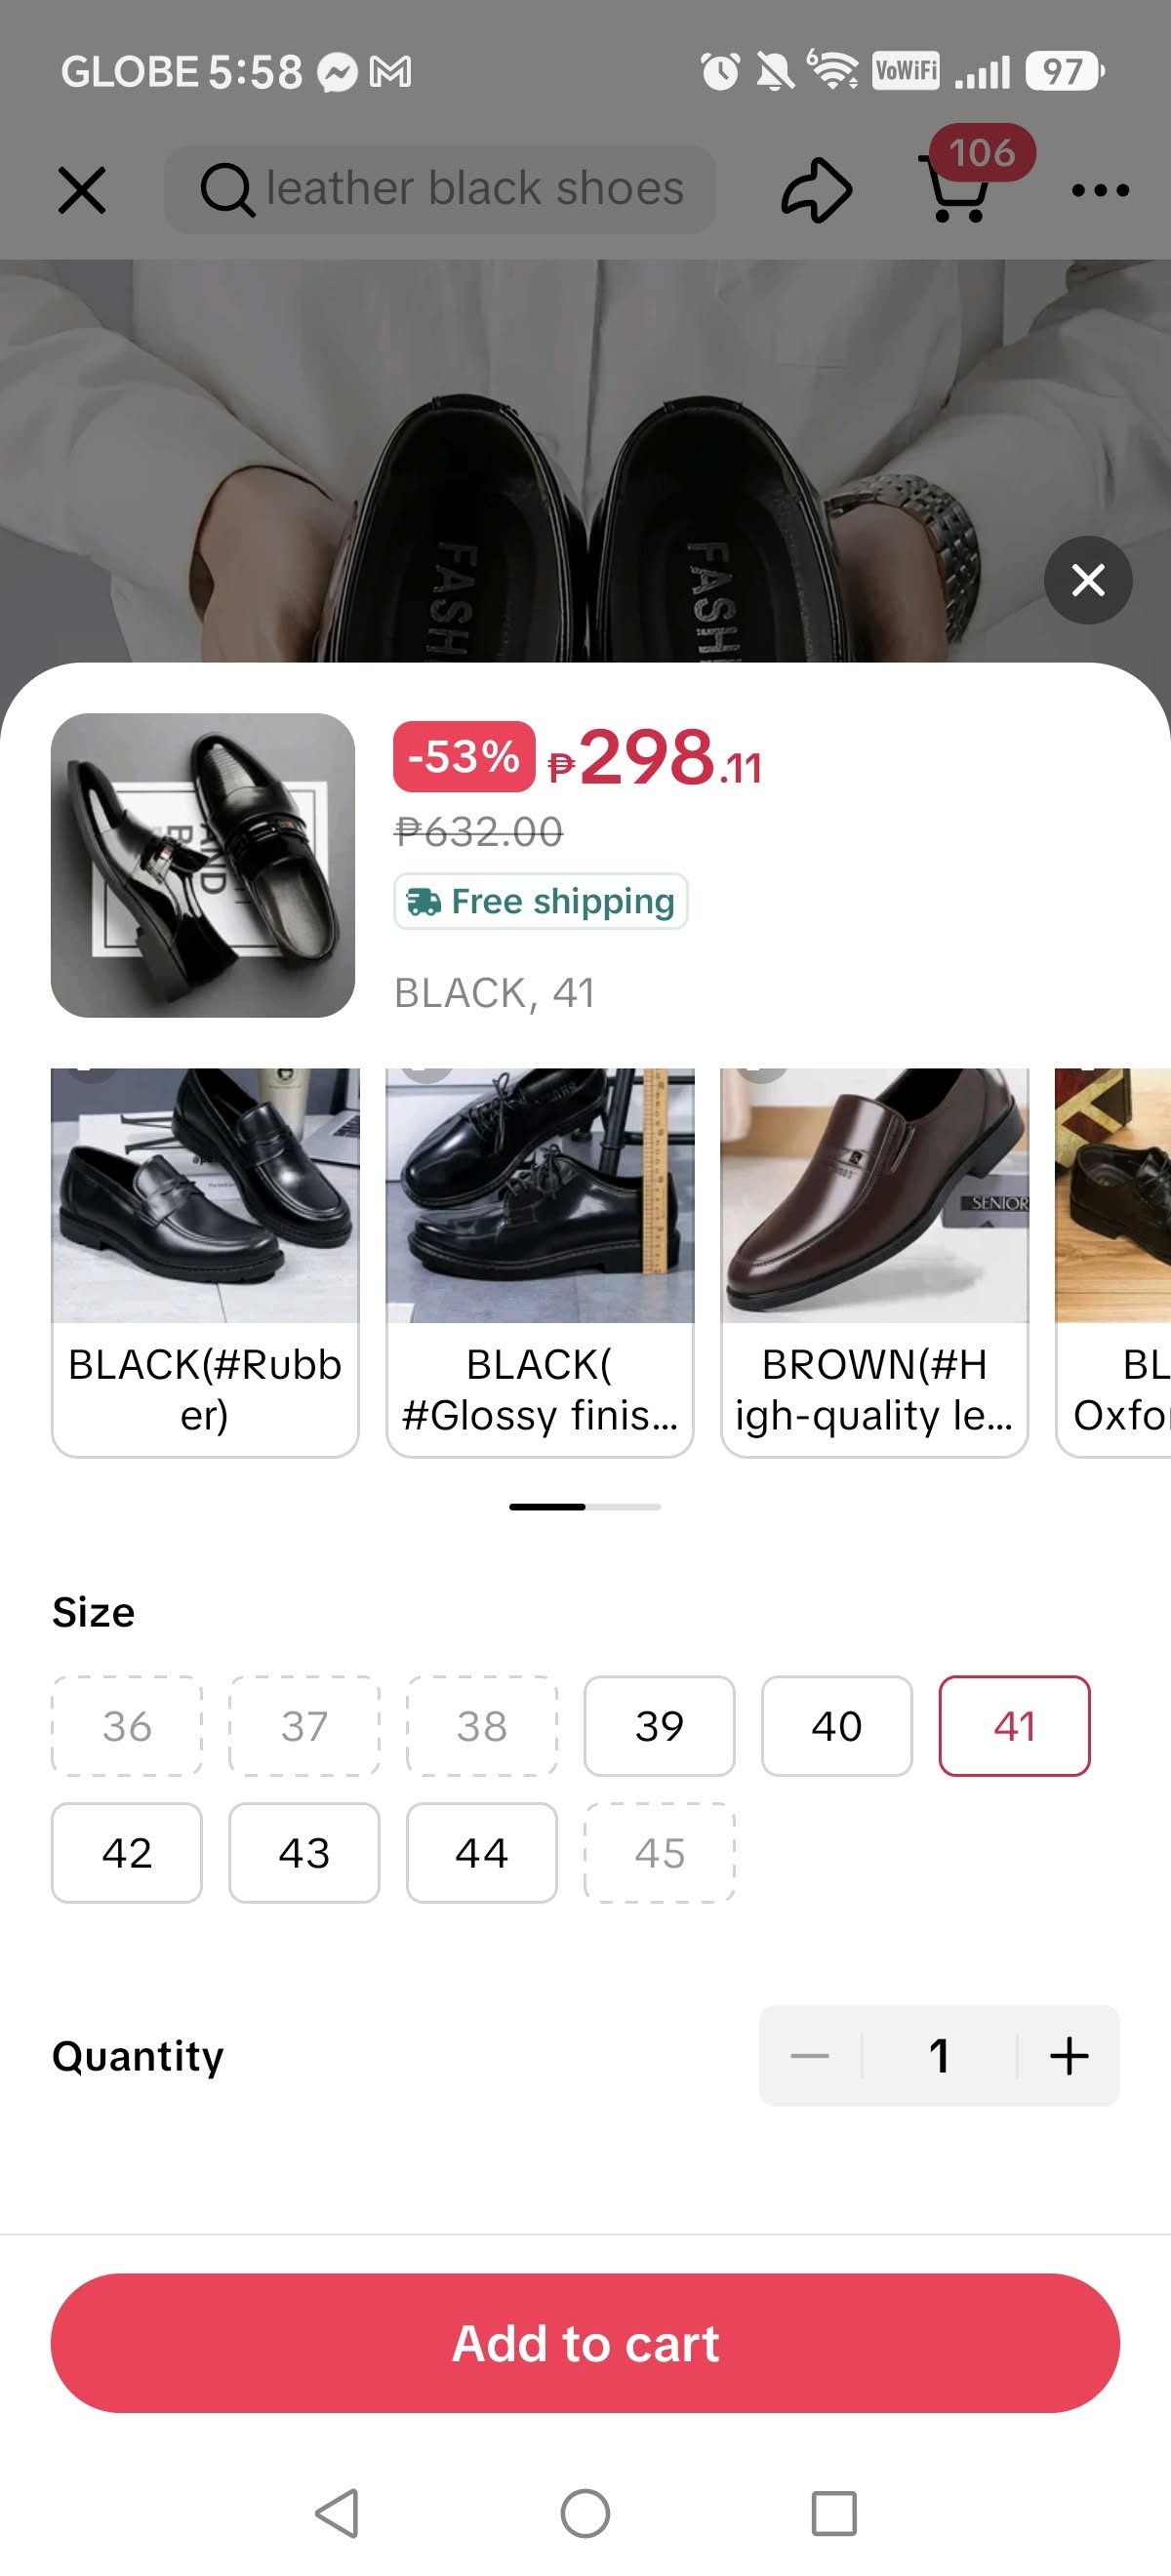 GLOBE 5:58
6 VoWiFi 97
leather black shoes
106
FASH
FASH
-53% ₱298.11
₱632.00
Free shipping
BLACK, 41
SENIOR
BLACK(#Rubb
er)
BLACK(
#Glossy finis...
BROWN(#H
igh-quality le...
BL
Oxfo
Size
36
37
38
39
40
41
42
43
44
45
Quantity
1
Add to cart